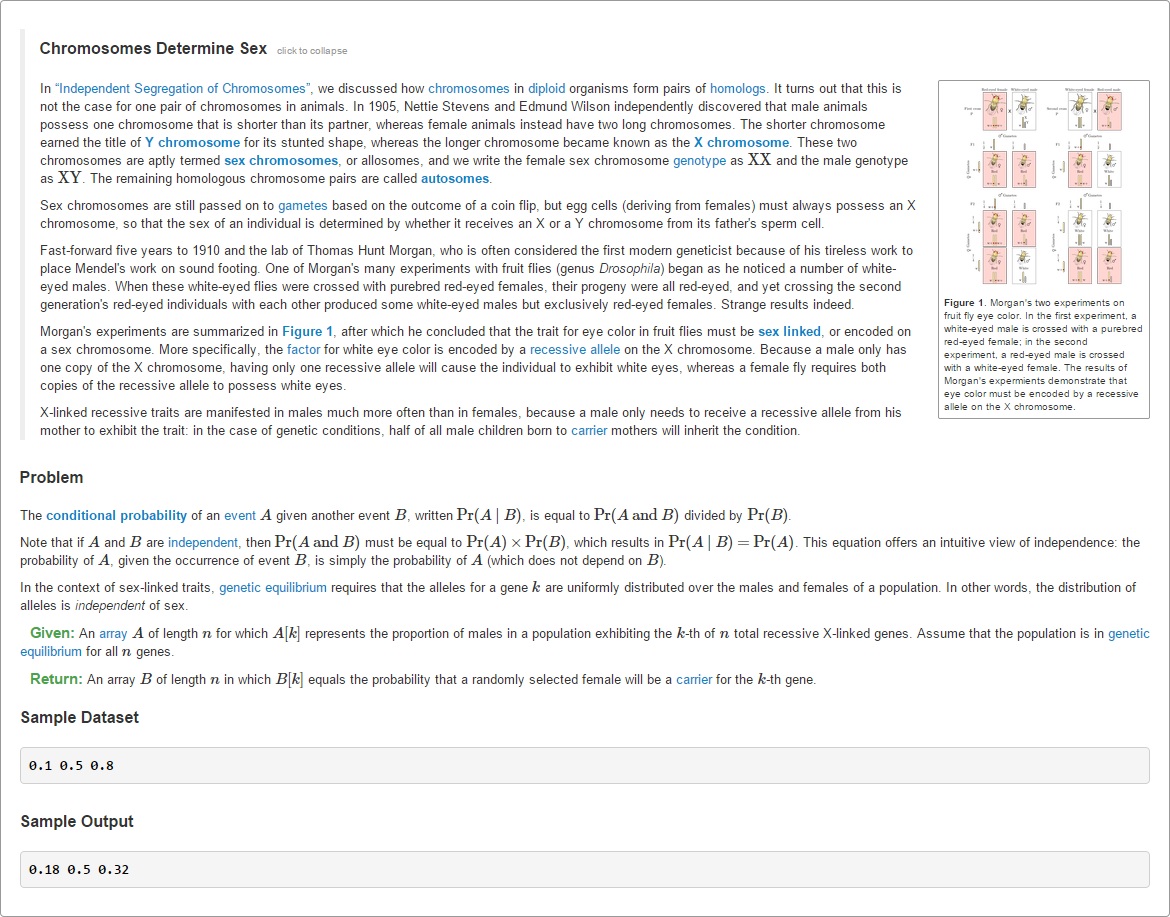 Chromosomes Determine Sex click to collapse
In “Independent Segregation of Chromosomes”, we discussed how chromosomes in diploid organisms form pairs of homologs. It turns out that this is
not the case for one pair of chromosomes in animals. In 1905, Nettie Stevens and Edmund Wilson independently discovered that male animals
possess one chromosome that is shorter than its partner, whereas female animals instead have two long chromosomes. The shorter chromosome
earned the title of Y chromosome for its stunted shape, whereas the longer chromosome became known as the X chromosome. These two
chromosomes are aptly termed sex chromosomes, or allosomes, and we write the female sex chromosome genotype as XX and the male genotype
as XY. The remaining homologous chromosome pairs are called autosomes.
Sex chromosomes are still passed on to gametes based on the outcome of a coin flip, but egg cells (deriving from females) must always possess an X
chromosome, so that the sex of an individual is determined by whether it receives an X or a Y chromosome from its father's sperm cell.
Fast-forward five years to 1910 and the lab of Thomas Hunt Morgan, who is often considered the first modern geneticist because of his tireless work to
place Mendel's work on sound footing. One of Morgan's many experiments with fruit flies (genus Drosophila) began as he noticed a number of white-
eyed males. When these white-eyed flies were crossed with purebred red-eyed females, their progeny were all red-eyed, and yet crossing the second
generation's red-eyed individuals with each other produced some white-eyed males but exclusively red-eyed females. Strange results indeed.
Morgan's experiments are summarized in Figure 1, after which he concluded that the trait for eye color in fruit flies must be sex linked, or encoded on
a sex chromosome. More specifically, the factor for white eye color is encoded by a recessive allele on the X chromosome. Because a male only has
one copy of the X chromosome, having only one recessive allele will cause the individual to exhibit white eyes, whereas a female fly requires both
copies of the recessive allele to possess white eyes.
X-linked recessive traits are manifested in males much more often than in females, because a male only needs to receive a recessive allele from his
mother to exhibit the trait: in the case of genetic conditions, half of all male children born to carrier mothers will inherit the condition.
Figure 1. Morgan's two experiments on
fruit fly eye color. In the first experiment, a
white-eyed male is crossed with a purebred
red-eyed female; in the second
experiment, a red-eyed male is crossed
with a white-eyed female. The results of
Morgan's expermients demonstrate that
eye color must be encoded by a recessive
allele on the X chromosome.
Problem
The conditional probability of an event A given another event B, written Pr(A | B), is equal to Pr(A and B) divided by Pr(B).
Note that if A and B are independent, then Pr(A and B) must be equal to Pr(A) × Pr(B), which results in Pr(A | B) = Pr(A). This equation offers an intuitive view of independence: the
probability of A, given the occurrence of event B, is simply the probability of A (which does not depend on B).
In the context of sex-linked traits, genetic equilibrium requires that the alleles for a gene k are uniformly distributed over the males and females of a population. In other words, the distribution of
alleles is independent of sex.
Given: An array A of length n for which A[k] represents the proportion of males in a population exhibiting the k-th of n total recessive X-linked genes. Assume that the population is in genetic
equilibrium for all n genes.
Return: An array B of length n in which B[k] equals the probability that a randomly selected female will be a carrier for the k-th gene.
Sample Dataset
0.1 0.5 0.8
Sample Output
0.18 0.5 0.32